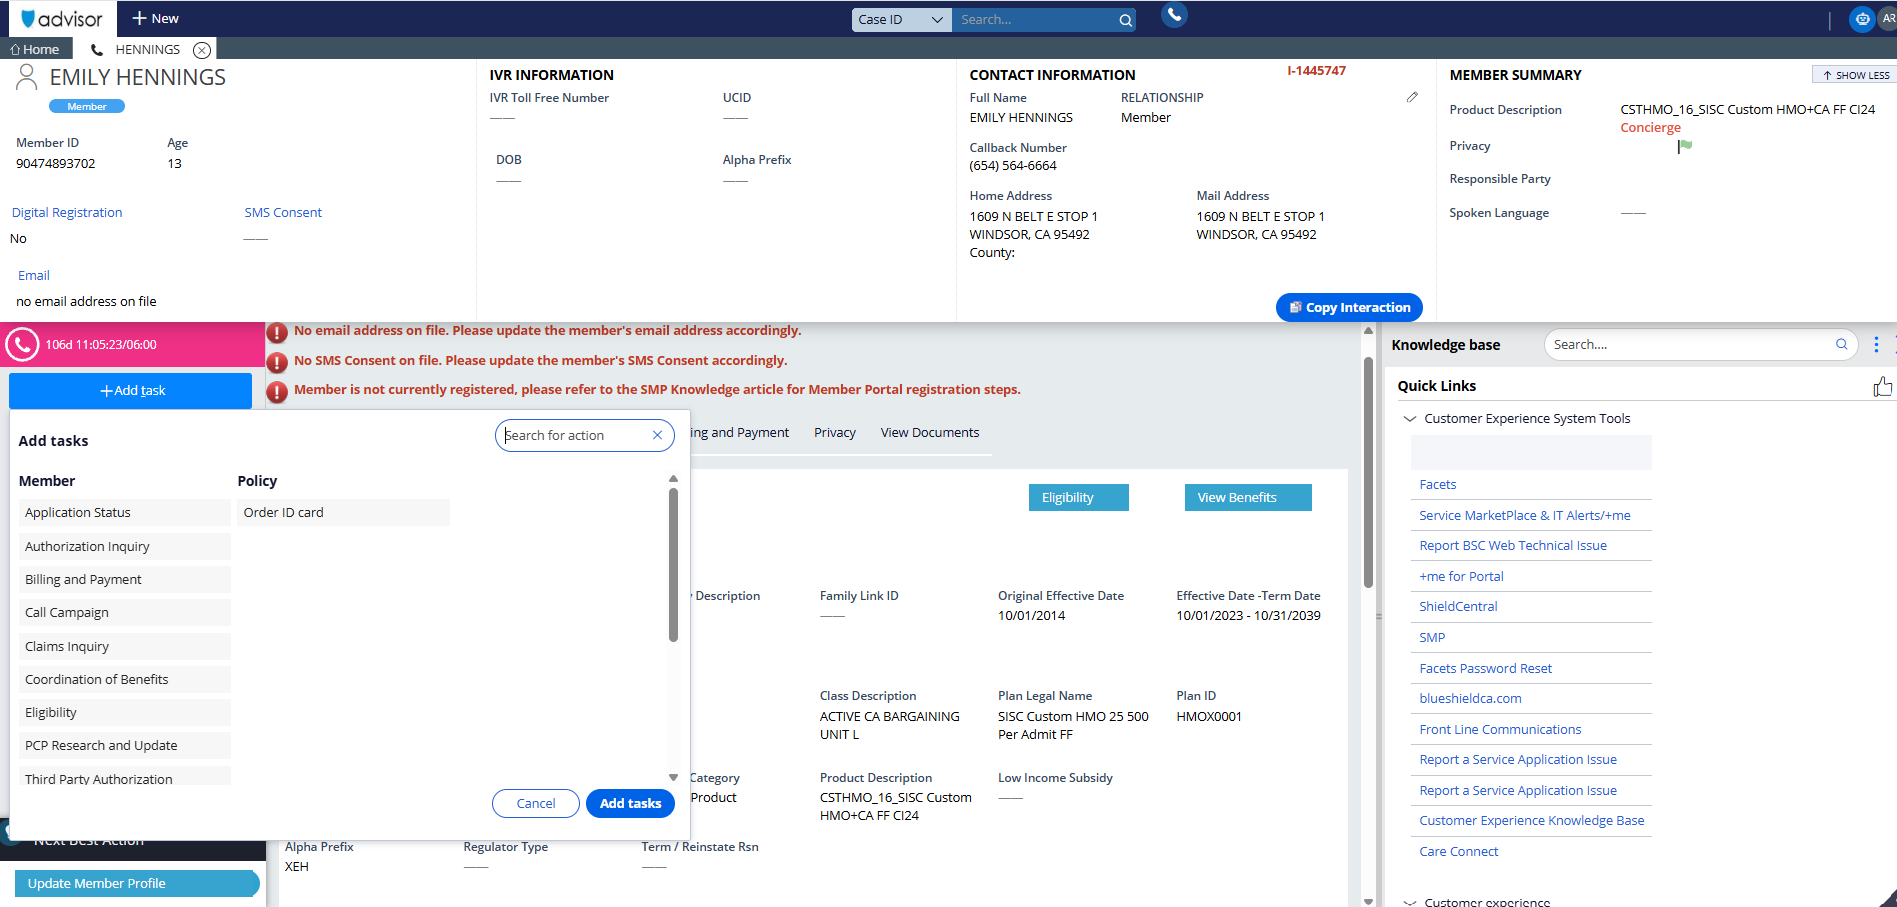 advisor
New
Case ID
Search...
AR
Home
HENNINGS
EMILY HENNINGS
Member
Member ID
Age
90474893702
13
Digital Registration
SMS Consent
No
——
Email
no email address on file
IVR INFORMATION
IVR Toll Free Number
UCID
——
——
DOB
Alpha Prefix
——
——
CONTACT INFORMATION
I-1445747
Full Name
RELATIONSHIP
EMILY HENNINGS
Member
Callback Number
(654) 564-6664
Home Address
Mail Address
1609 N BELT E STOP 1
1609 N BELT E STOP 1
WINDSOR, CA 95492
WINDSOR, CA 95492
County:
Copy Interaction
MEMBER SUMMARY
SHOW LESS
Product Description
CSTHMO_16_SISC Custom HMO+CA FF CI24
Concierge
Privacy
Responsible Party
Spoken Language
——
106d 11:05:23/06:00
+Add task
No email address on file. Please update the member's email address accordingly.
No SMS Consent on file. Please update the member's SMS Consent accordingly.
Member is not currently registered, please refer to the SMP Knowledge article for Member Portal registration steps.
Add tasks
Search for action
Member
Policy
Application Status
Order ID card
Authorization Inquiry
Billing and Payment
Call Campaign
Claims Inquiry
Coordination of Benefits
Eligibility
PCP Research and Update
Third Party Authorization
Cancel
Add tasks
Next Best Action
Update Member Profile
ing and Payment
Privacy
View Documents
Eligibility
View Benefits
Description
Family Link ID
Original Effective Date
Effective Date -Term Date
——
10/01/2014
10/01/2023 - 10/31/2039
Class Description
Plan Legal Name
Plan ID
ACTIVE CA BARGAINING
SISC Custom HMO 25 500
HMOX0001
UNIT L
Per Admit FF
Category
Product Description
Low Income Subsidy
Product
CSTHMO_16_SISC Custom
——
HMO+CA FF CI24
Alpha Prefix
Regulator Type
Term / Reinstate Rsn
XEH
——
——
Knowledge base
Search....
Quick Links
Customer Experience System Tools
Facets
Service MarketPlace & IT Alerts/+me
Report BSC Web Technical Issue
+me for Portal
ShieldCentral
SMP
Facets Password Reset
blueshieldca.com
Front Line Communications
Report a Service Application Issue
Report a Service Application Issue
Customer Experience Knowledge Base
Care Connect
Customer experience